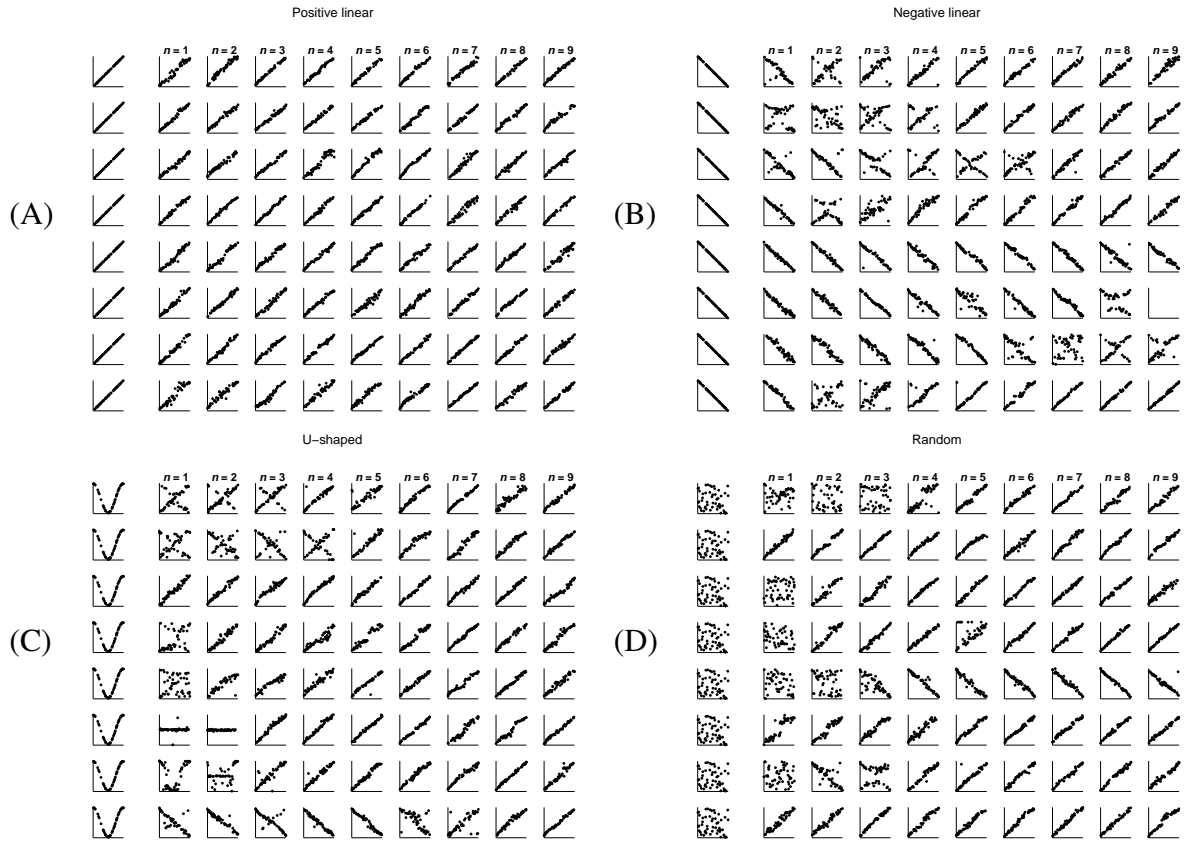 Positive linear
n = 1 n = 2 n = 3 n = 4 n = 5 n = 6 n = 7 n = 8 n = 9
(A)
Negative linear
n = 1 n = 2 n = 3 n = 4 n = 5 n = 6 n = 7 n = 8 n = 9
(B)
U−shaped
n = 1 n = 2 n = 3 n = 4 n = 5 n = 6 n = 7 n = 8 n = 9
(C)
Random
n = 1 n = 2 n = 3 n = 4 n = 5 n = 6 n = 7 n = 8 n = 9
(D)